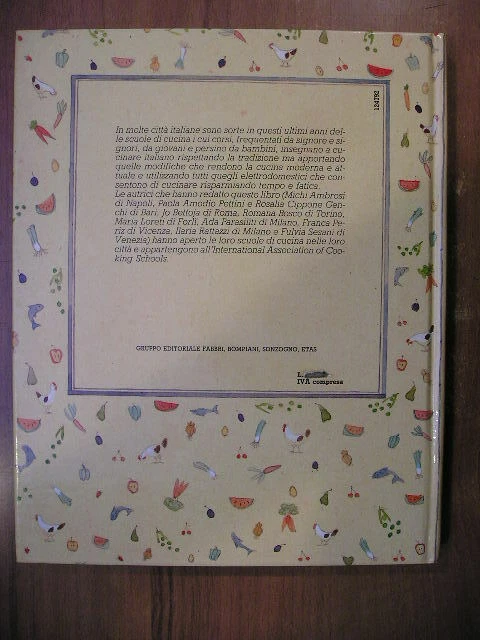 124792
In molte città italiane sono sorte in questi ultimi anni del-
le scuole di cucina i cui corsi, frequentati da signore e si-
gnori, da giovani e persino da bambini, insegnano a cu-
cinare italiano rispettando la tradizione ma apportando
quelle modifiche che rendono la cucina moderna e at-
tuale e utilizzando tutti quegli elettrodomestici che con-
sentono di cucinare risparmiando tempo e fatica.
Le autrici che hanno redatto questo libro (Michi Ambrosi
di Napoli, Paola Amodio Pettini e Rosalia Cippone Gen-
chi di Bari, Jo Bettoja di Roma, Romana Bosco di Torino,
Maria Loreti di Forlì, Ada Parasiliti di Milano, Franca Pe-
riz di Vicenza, Ilaria Rattazzi di Milano e Fulvia Sesani di
Venezia) hanno aperto le loro scuole di cucina nelle loro
città e appartengono all'International Association of Coo-
king Schools.
GRUPPO EDITORIALE FABBRI, BOMPIANI, SONZOGNO, ETAS
L.
IVA compresa